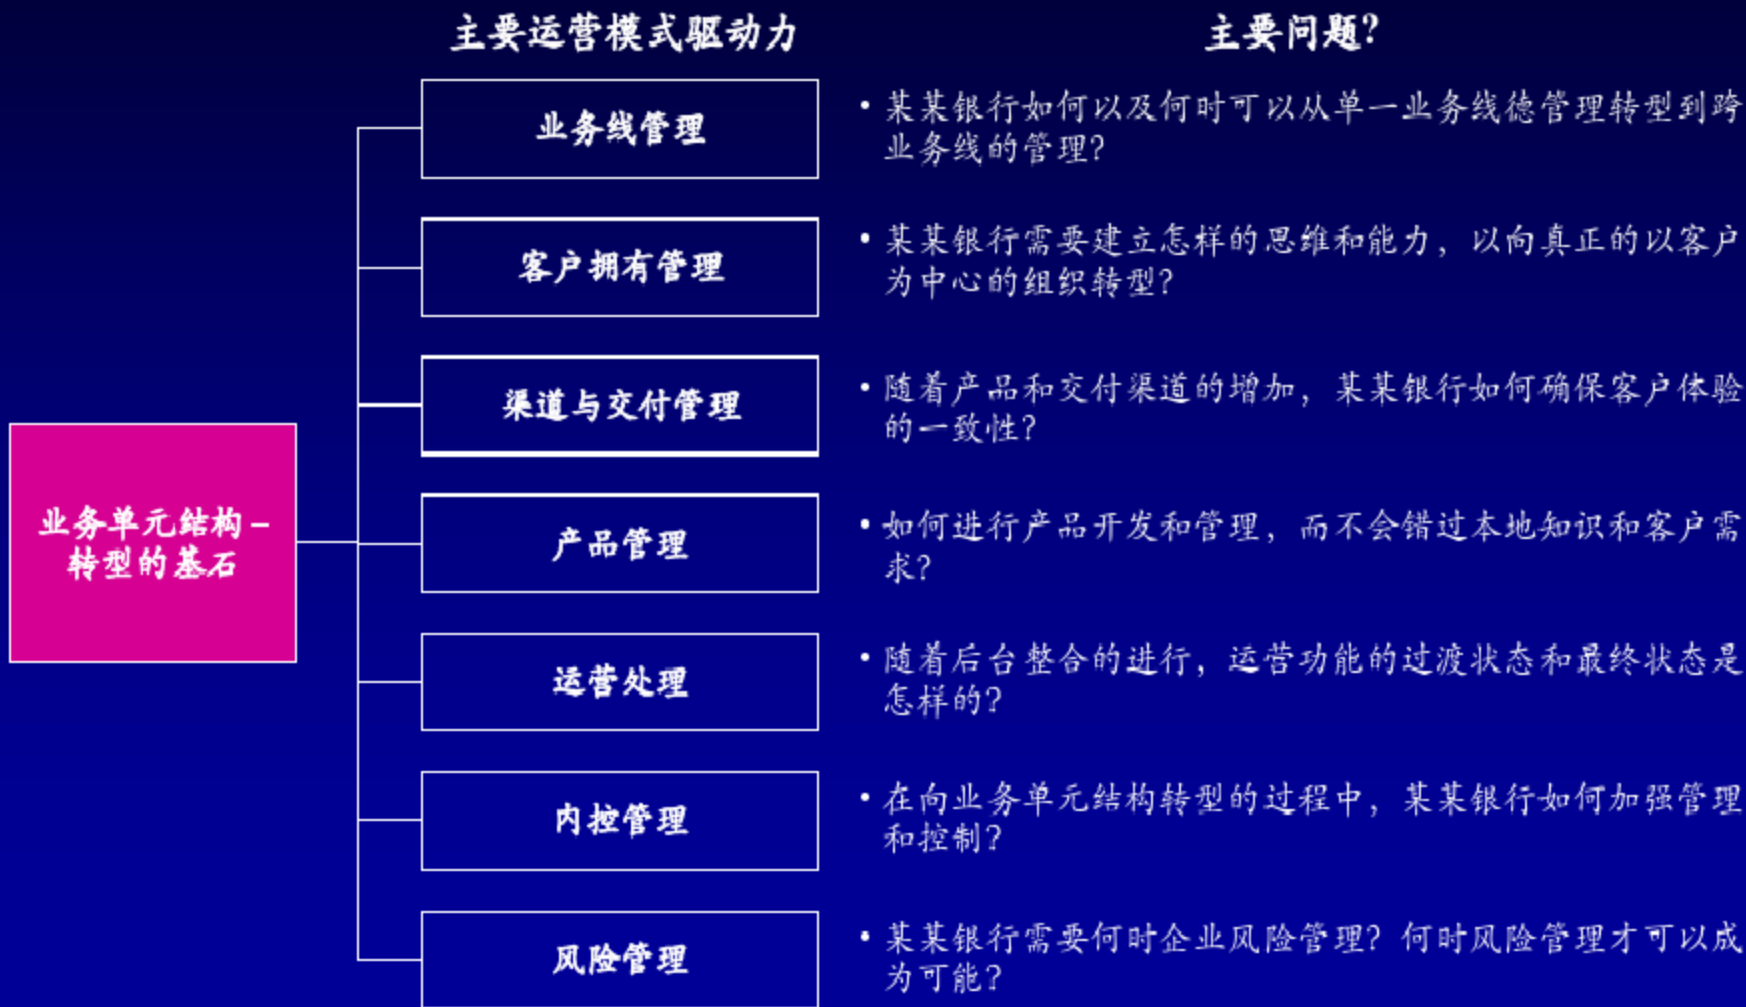 主要运营模式驱动力
主要问题?
业务单元结构–
转型的基石
业务线管理
• 某某银行如何以及何时可以从单一业务线德管理转型到跨
业务线的管理?
客户拥有管理
• 某某银行需要建立怎样的思维和能力，以向真正的以客户
为中心的组织转型?
渠道与交付管理
• 随着产品和交付渠道的增加，某某银行如何确保客户体验
的一致性?
产品管理
• 如何进行产品开发和管理，而不会错过本地知识和客户需
求?
运营处理
• 随着后台整合的进行，运营功能的过渡状态和最终状态是
怎样的?
内控管理
• 在向业务单元结构转型的过程中，某某银行如何加强管理
和控制?
风险管理
• 某某银行需要何时企业风险管理? 何时风险管理才可以成
为可能?